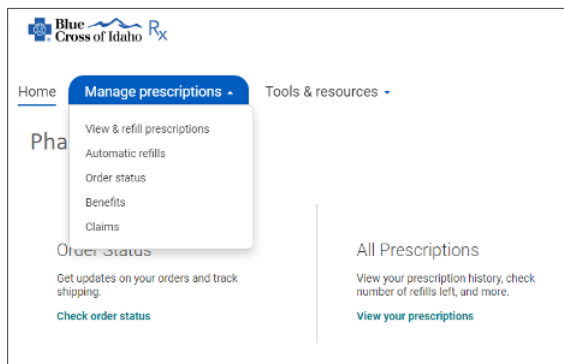 Blue
Cross of Idaho Rx
Home Manage prescriptions Tools & resources
View & refill prescriptions
Pha
Automatic refills
Order status
Benefits
Claims
Order Status
Get updates on your orders and track
shipping.
Check order status
All Prescriptions
View your prescription history, check
number of refills left, and more.
View your prescriptions